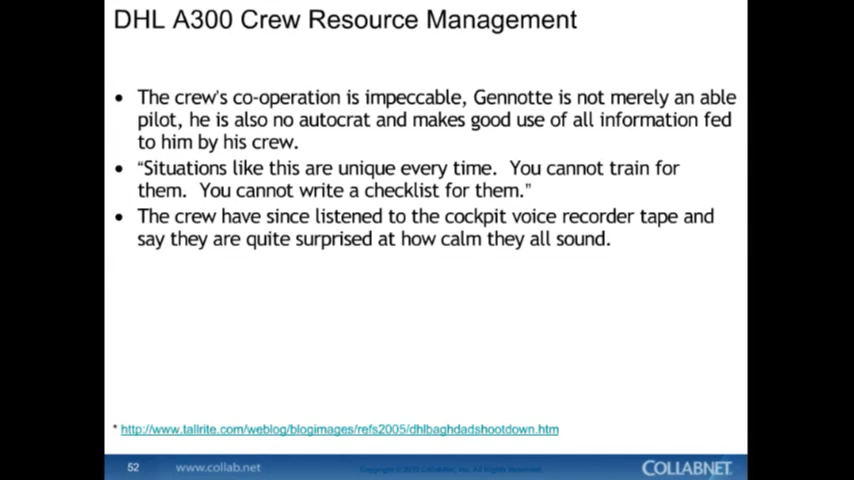 DHL A300 Crew Resource Management
• The crew's co-operation is impeccable, Gennotte is not merely an able
pilot, he is also no autocrat and makes good use of all information fed
to him by his crew.
• "Situations like this are unique every time.  You cannot train for
them.  You cannot write a checklist for them."
• The crew have since listened to the cockpit voice recorder tape and
say they are quite surprised at how calm they all sound.
* http://www.tallrite.com/weblog/blogimages/refs2005/dhlbaghdadshootdown.htm
52 www.collab.net COLLABNET